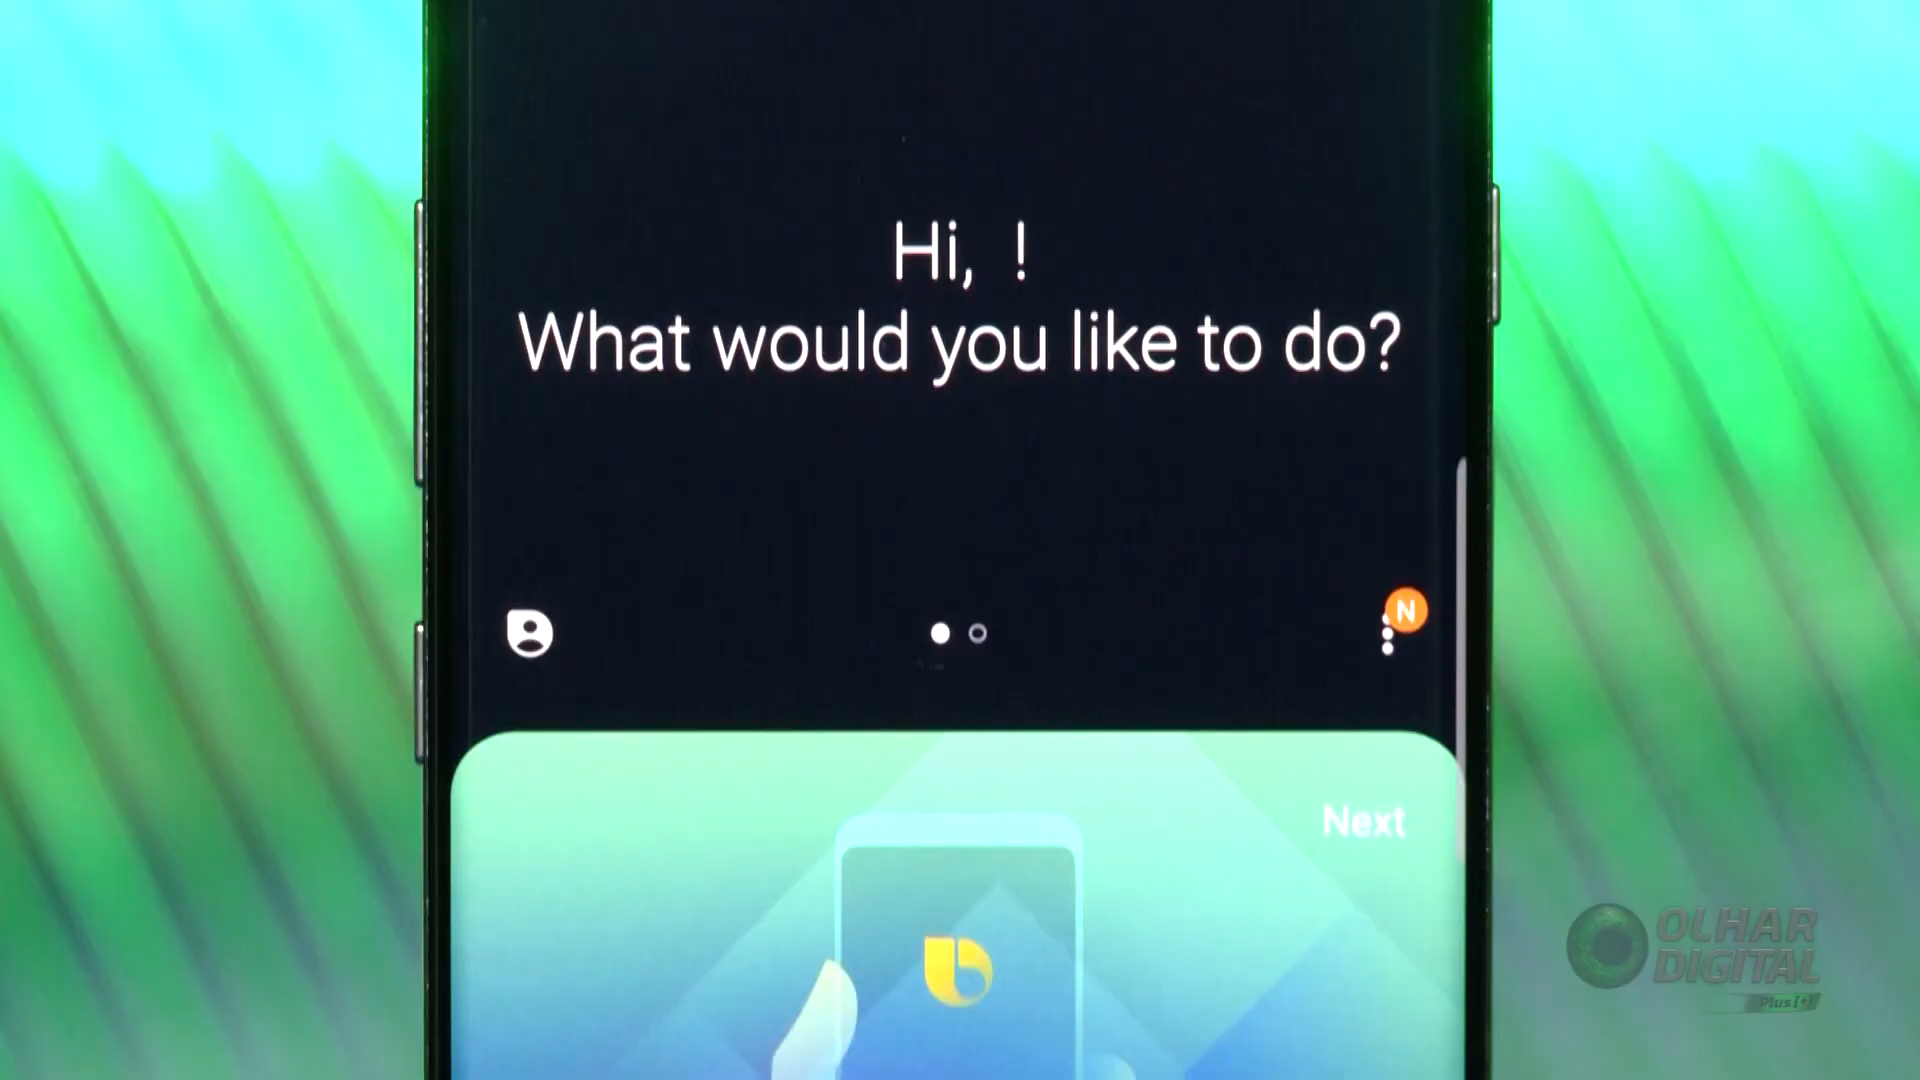 Hi, !
What would you like to do?
N
Next
OLHAR
DIGITAL
Plus[+]